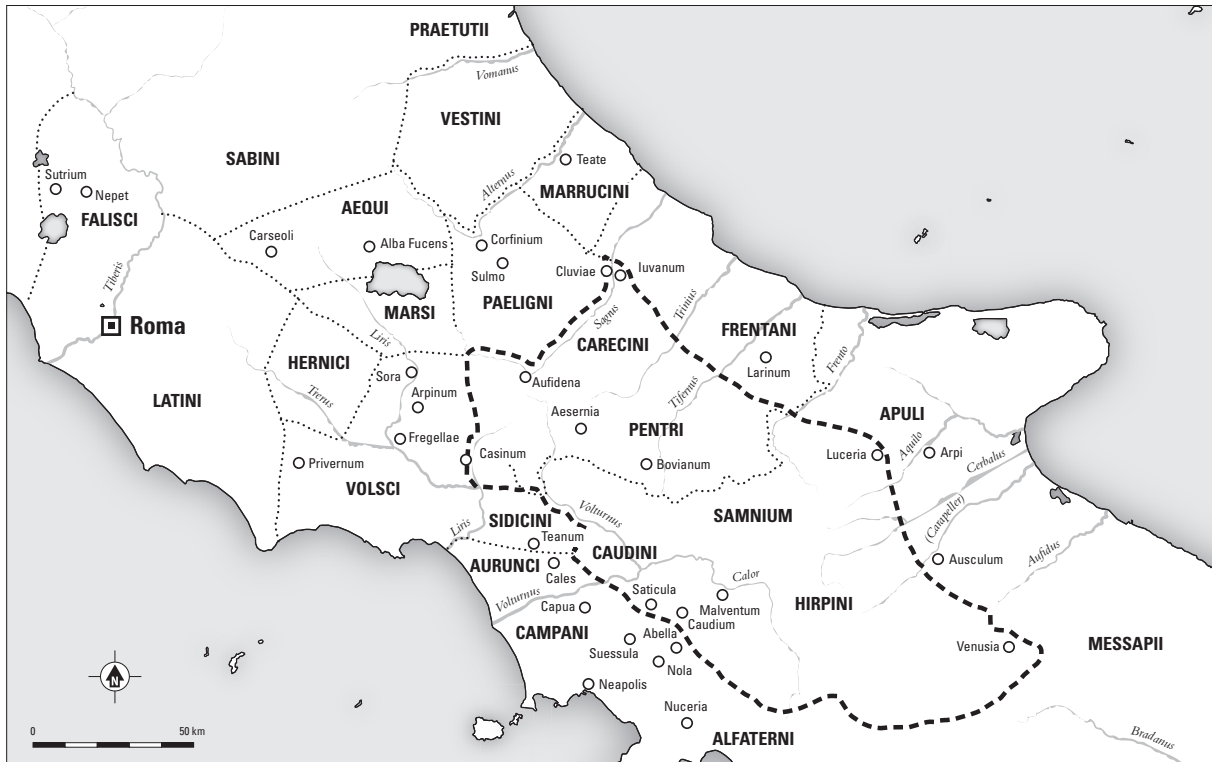 PRAETUTII
Vomanus
VESTINI
SABINI
Teate
Sutrium
Nepet
Alternus
MARRUCINI
AEQUI
FALISCI
Carseoli
Alba Fucens
Corfinium
Sulmo
Cluviae
Iuvanum
Tiberis
MARSI
PAELIGNI
Sagnus
Trinius
Roma
Liris
CARECINI
FRENTANI
HERNICI
Larinum
Frento
Sora
Aufidena
Trerus
Arpinum
Tifernus
LATINI
Aesernia
APULI
Fregellae
PENTRI
Aquilo
Casinum
Luceria
Arpi
Cerbalus
Privernum
Bovianum
VOLSCI
(Carapeller)
SIDICINI
Volturnus
SAMNIUM
Liris
Teanum
CAUDINI
AURUNCI
Cales
Ausculum
Aufidus
Calor
Volturnus
Saticula
Capua
Malventum
HIRPINI
Caudium
CAMPANI
Abella
MESSAPII
Suessula
Venusia
Nola
N
Neapolis
Nuceria
0
50 km
ALFATERNI
Bradanus